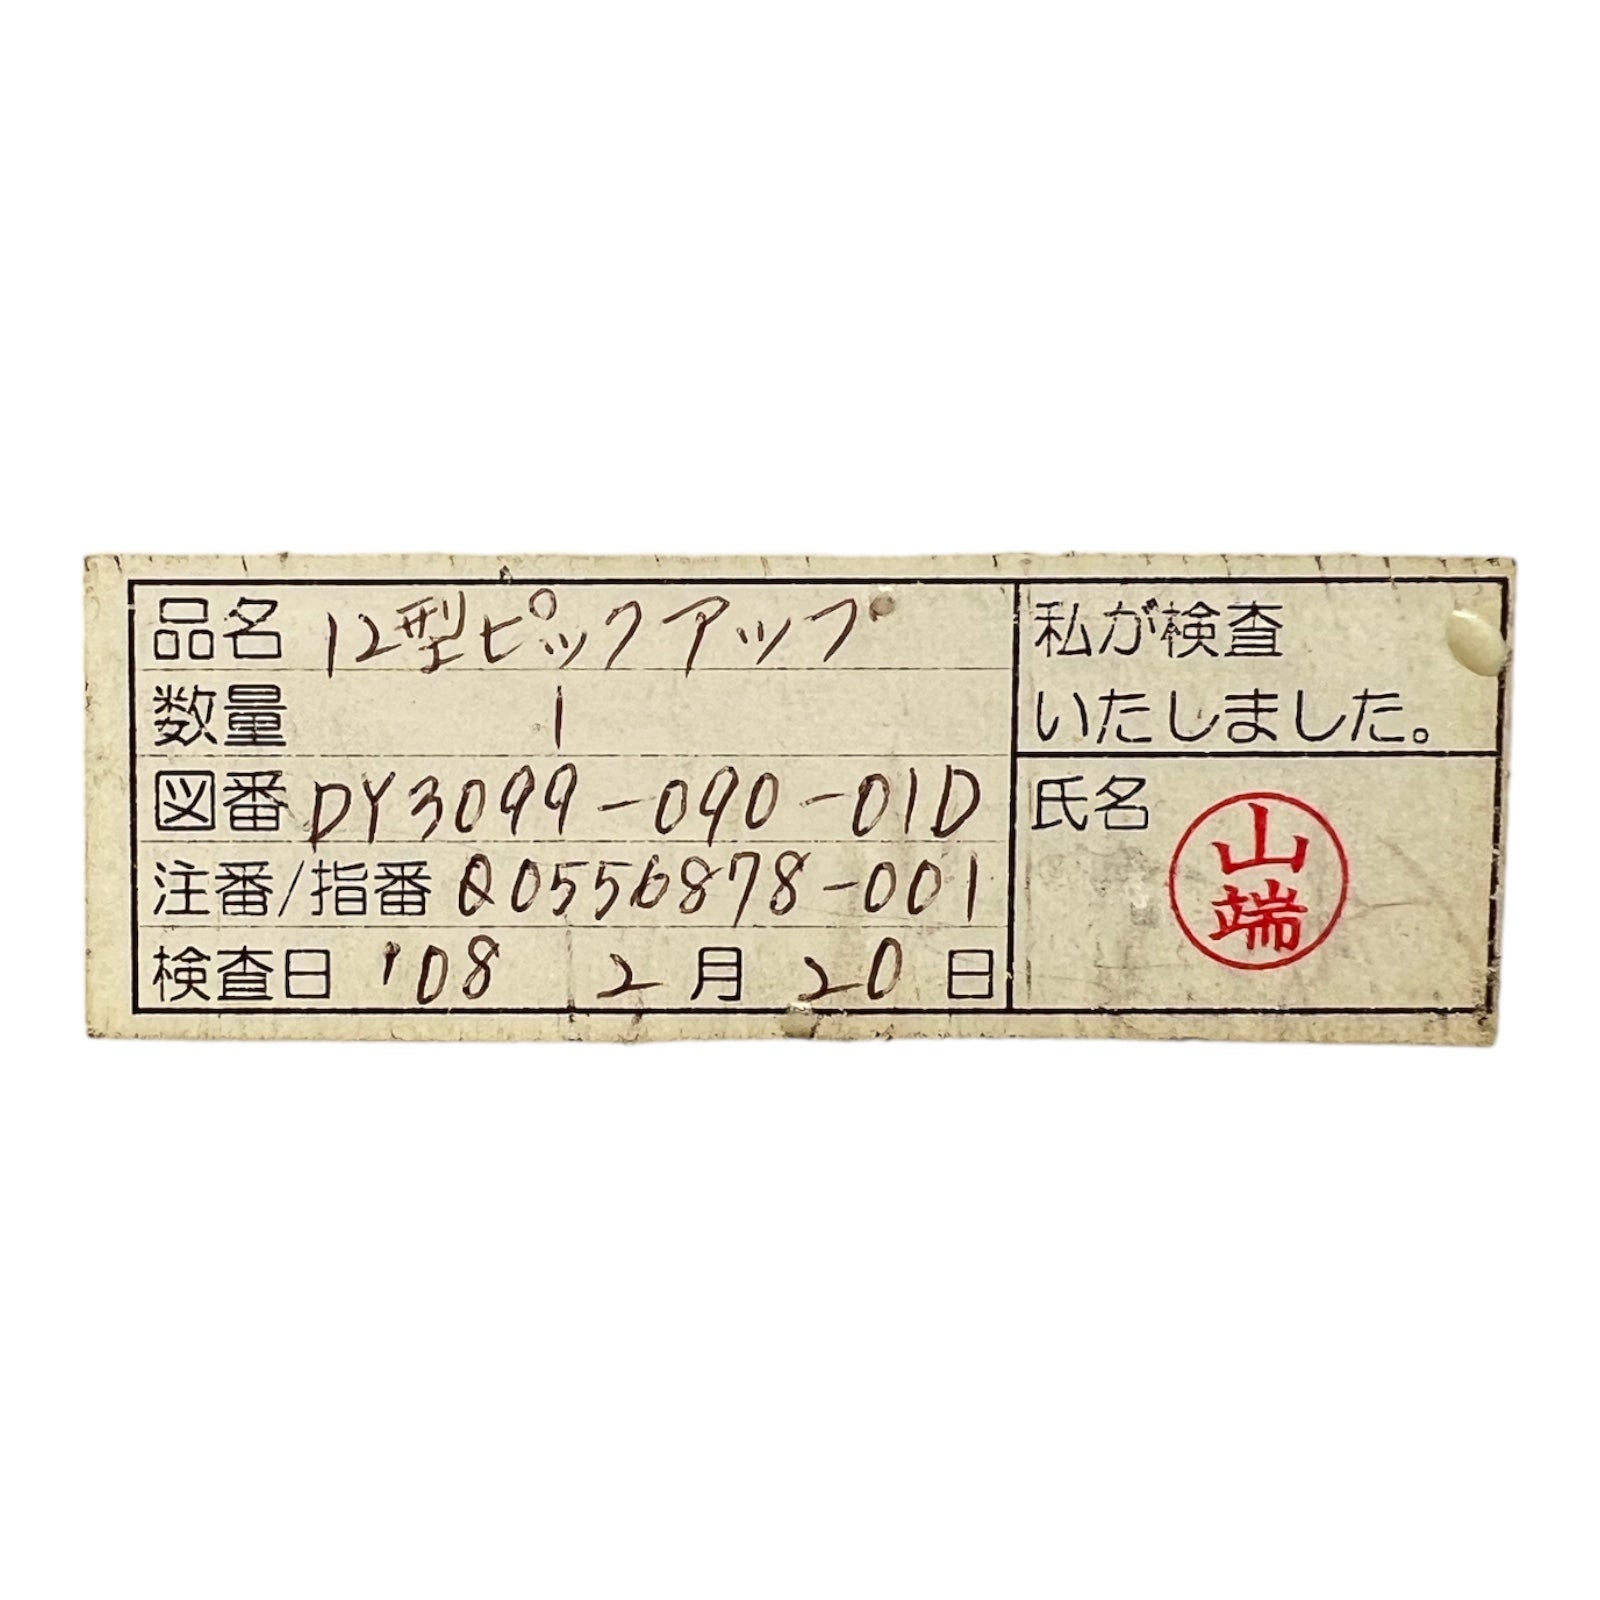 品名 12型ピックアップ
数量 1
図番 DY3099-090-01D
注番/指番 Q0556878-001
検査日 '08 2月20日
私が検査
いたしました。
氏名
山端